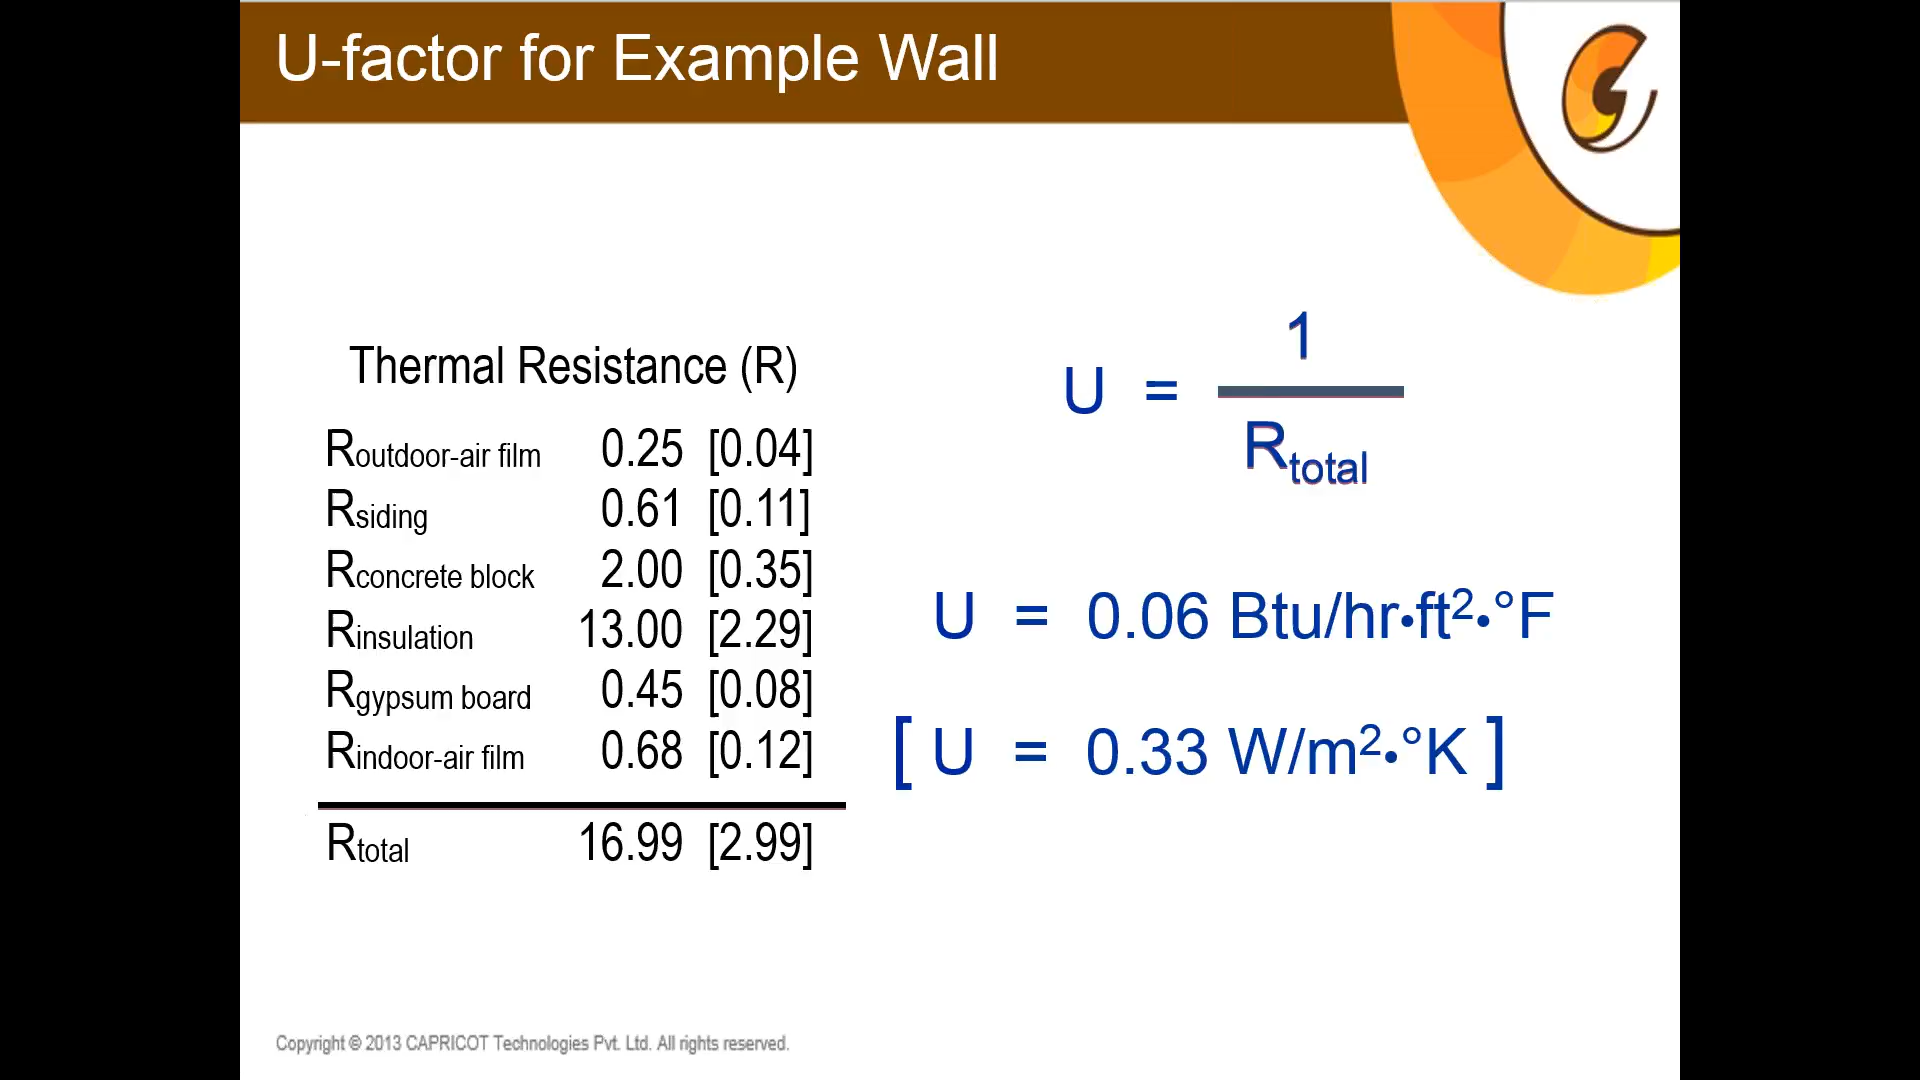 U-factor for Example Wall
Thermal Resistance (R)
Routdoor-air film 0.25 [0.04]
Rsiding 0.61 [0.11]
Rconcrete block 2.00 [0.35]
Rinsulation 13.00 [2.29]
Rgypsum board 0.45 [0.08]
Rindoor-air film 0.68 [0.12]
Rtotal 16.99 [2.99]
U = 1 / Rtotal
U = 0.06 Btu/hr•ft²•°F
[ U = 0.33 W/m²•°K ]
Copyright © 2013 CAPRICOT Technologies Pvt. Ltd. All rights reserved.